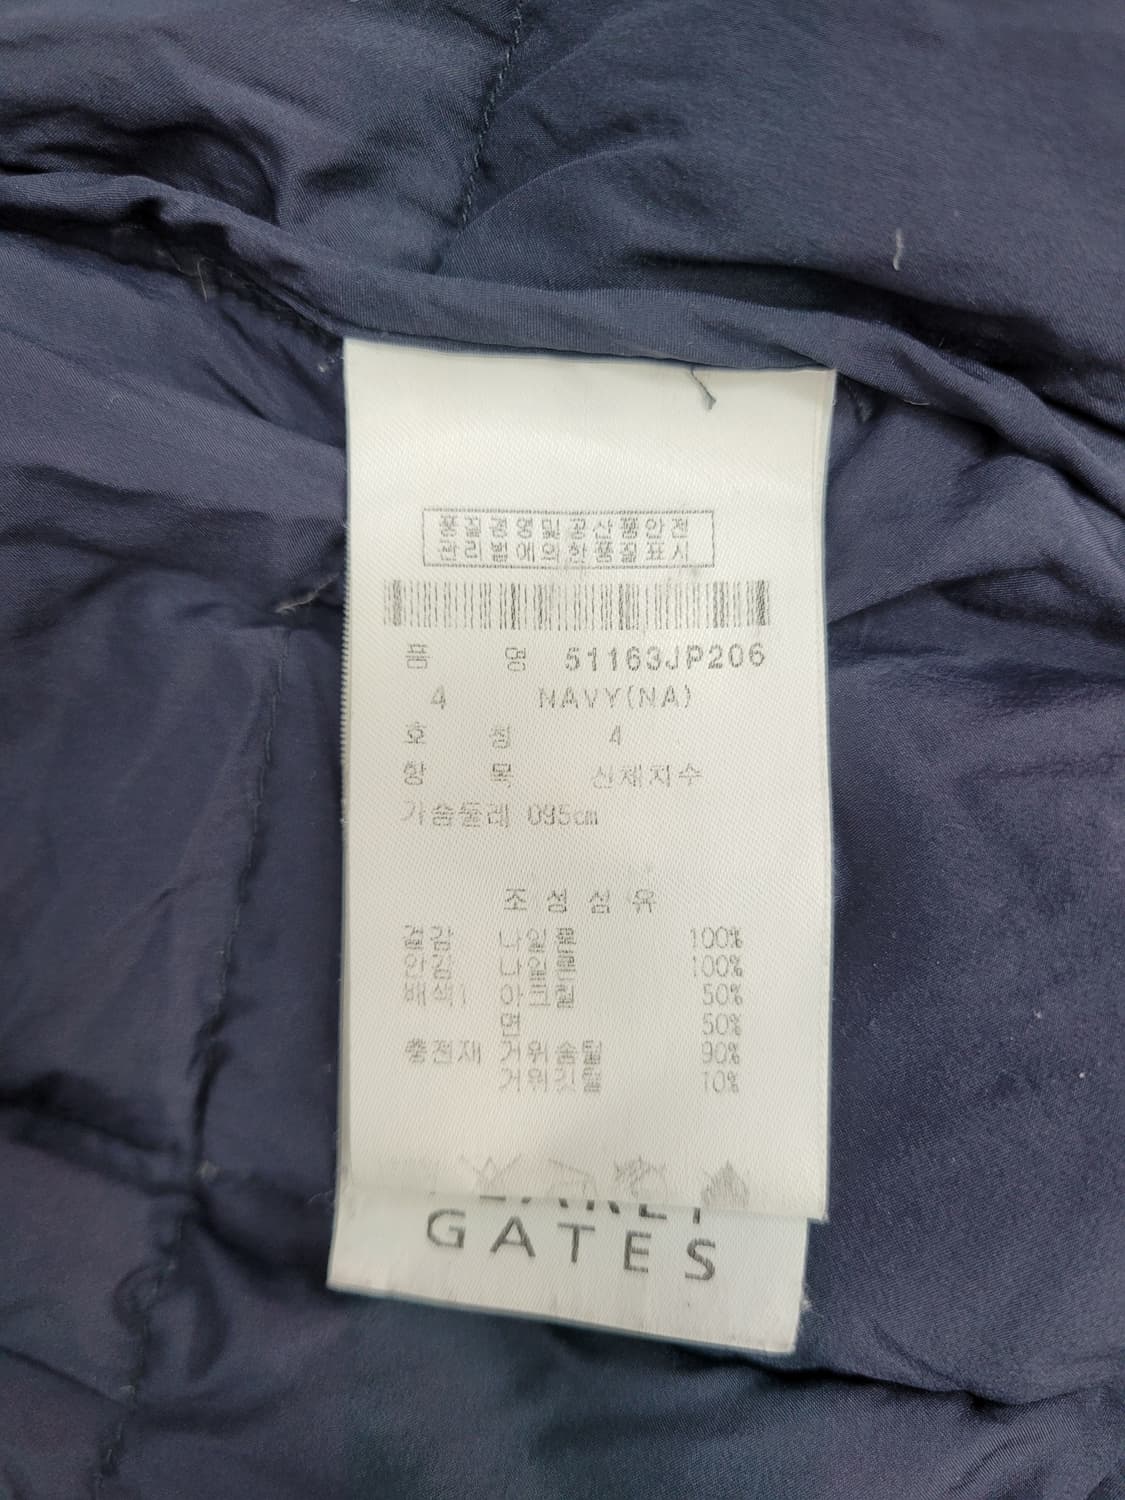 품질경영및공산품안전
관리법에의한품질표시
품 명 51163JP206
4 NAVY(NA)
호 칭 4
항 목 신체치수
가슴둘레 095cm
조성섬유
겉감 나일론 100%
안감 나일론 100%
배색1 아크릴 50%
면 50%
충전재 거위솜털 90%
거위깃털 10%
GATES